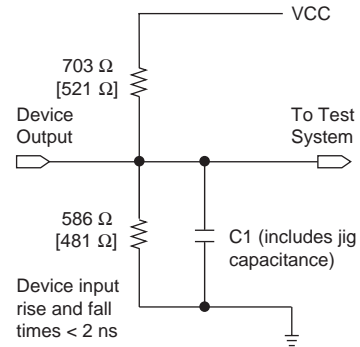 VCC
703 Ω
[521 Ω]
Device
Output
To Test
System
586 Ω
[481 Ω]
C1 (includes jig
capacitance)
Device input
rise and fall
times < 2 ns